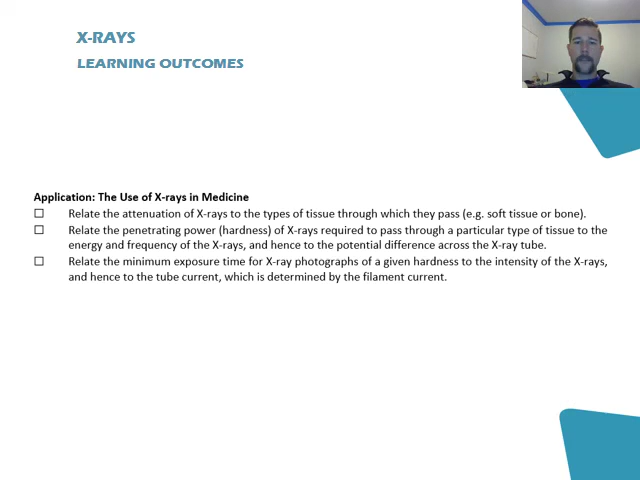 X-RAYS
LEARNING OUTCOMES
Application: The Use of X-rays in Medicine
☐ Relate the attenuation of X-rays to the types of tissue through which they pass (e.g. soft tissue or bone).
☐ Relate the penetrating power (hardness) of X-rays required to pass through a particular type of tissue to the
energy and frequency of the X-rays, and hence to the potential difference across the X-ray tube.
☐ Relate the minimum exposure time for X-ray photographs of a given hardness to the intensity of the X-rays,
and hence to the tube current, which is determined by the filament current.